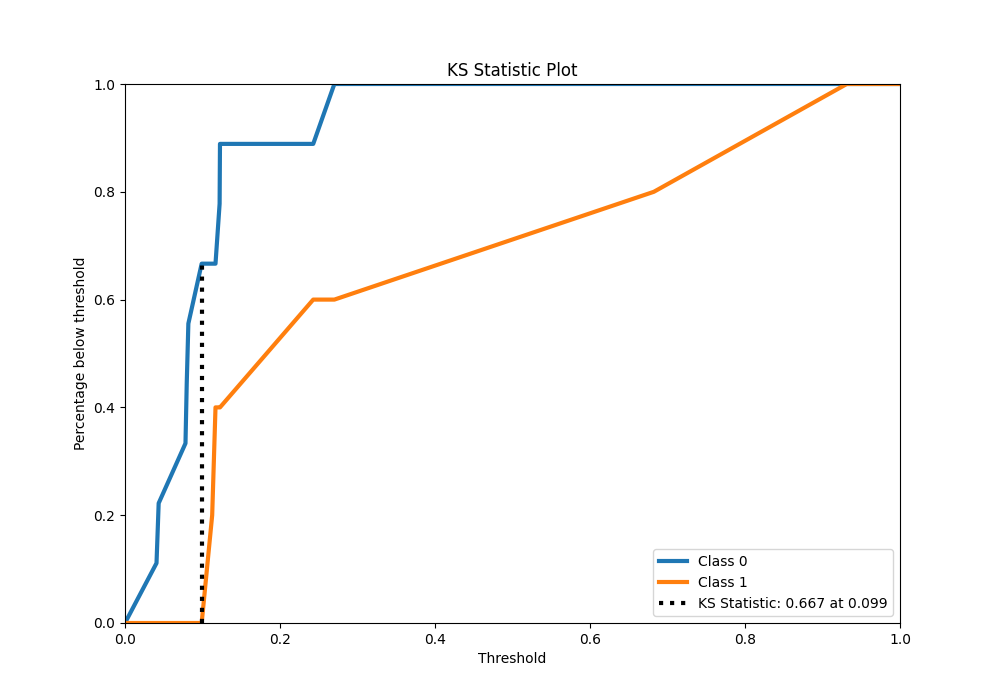 KS Statistic Plot
1.0
0.8
0.6
0.4
0.2
0.0
Percentage below threshold
0.0 0.2 0.4 0.6 0.8 1.0
Threshold
Class 0
Class 1
KS Statistic: 0.667 at 0.099